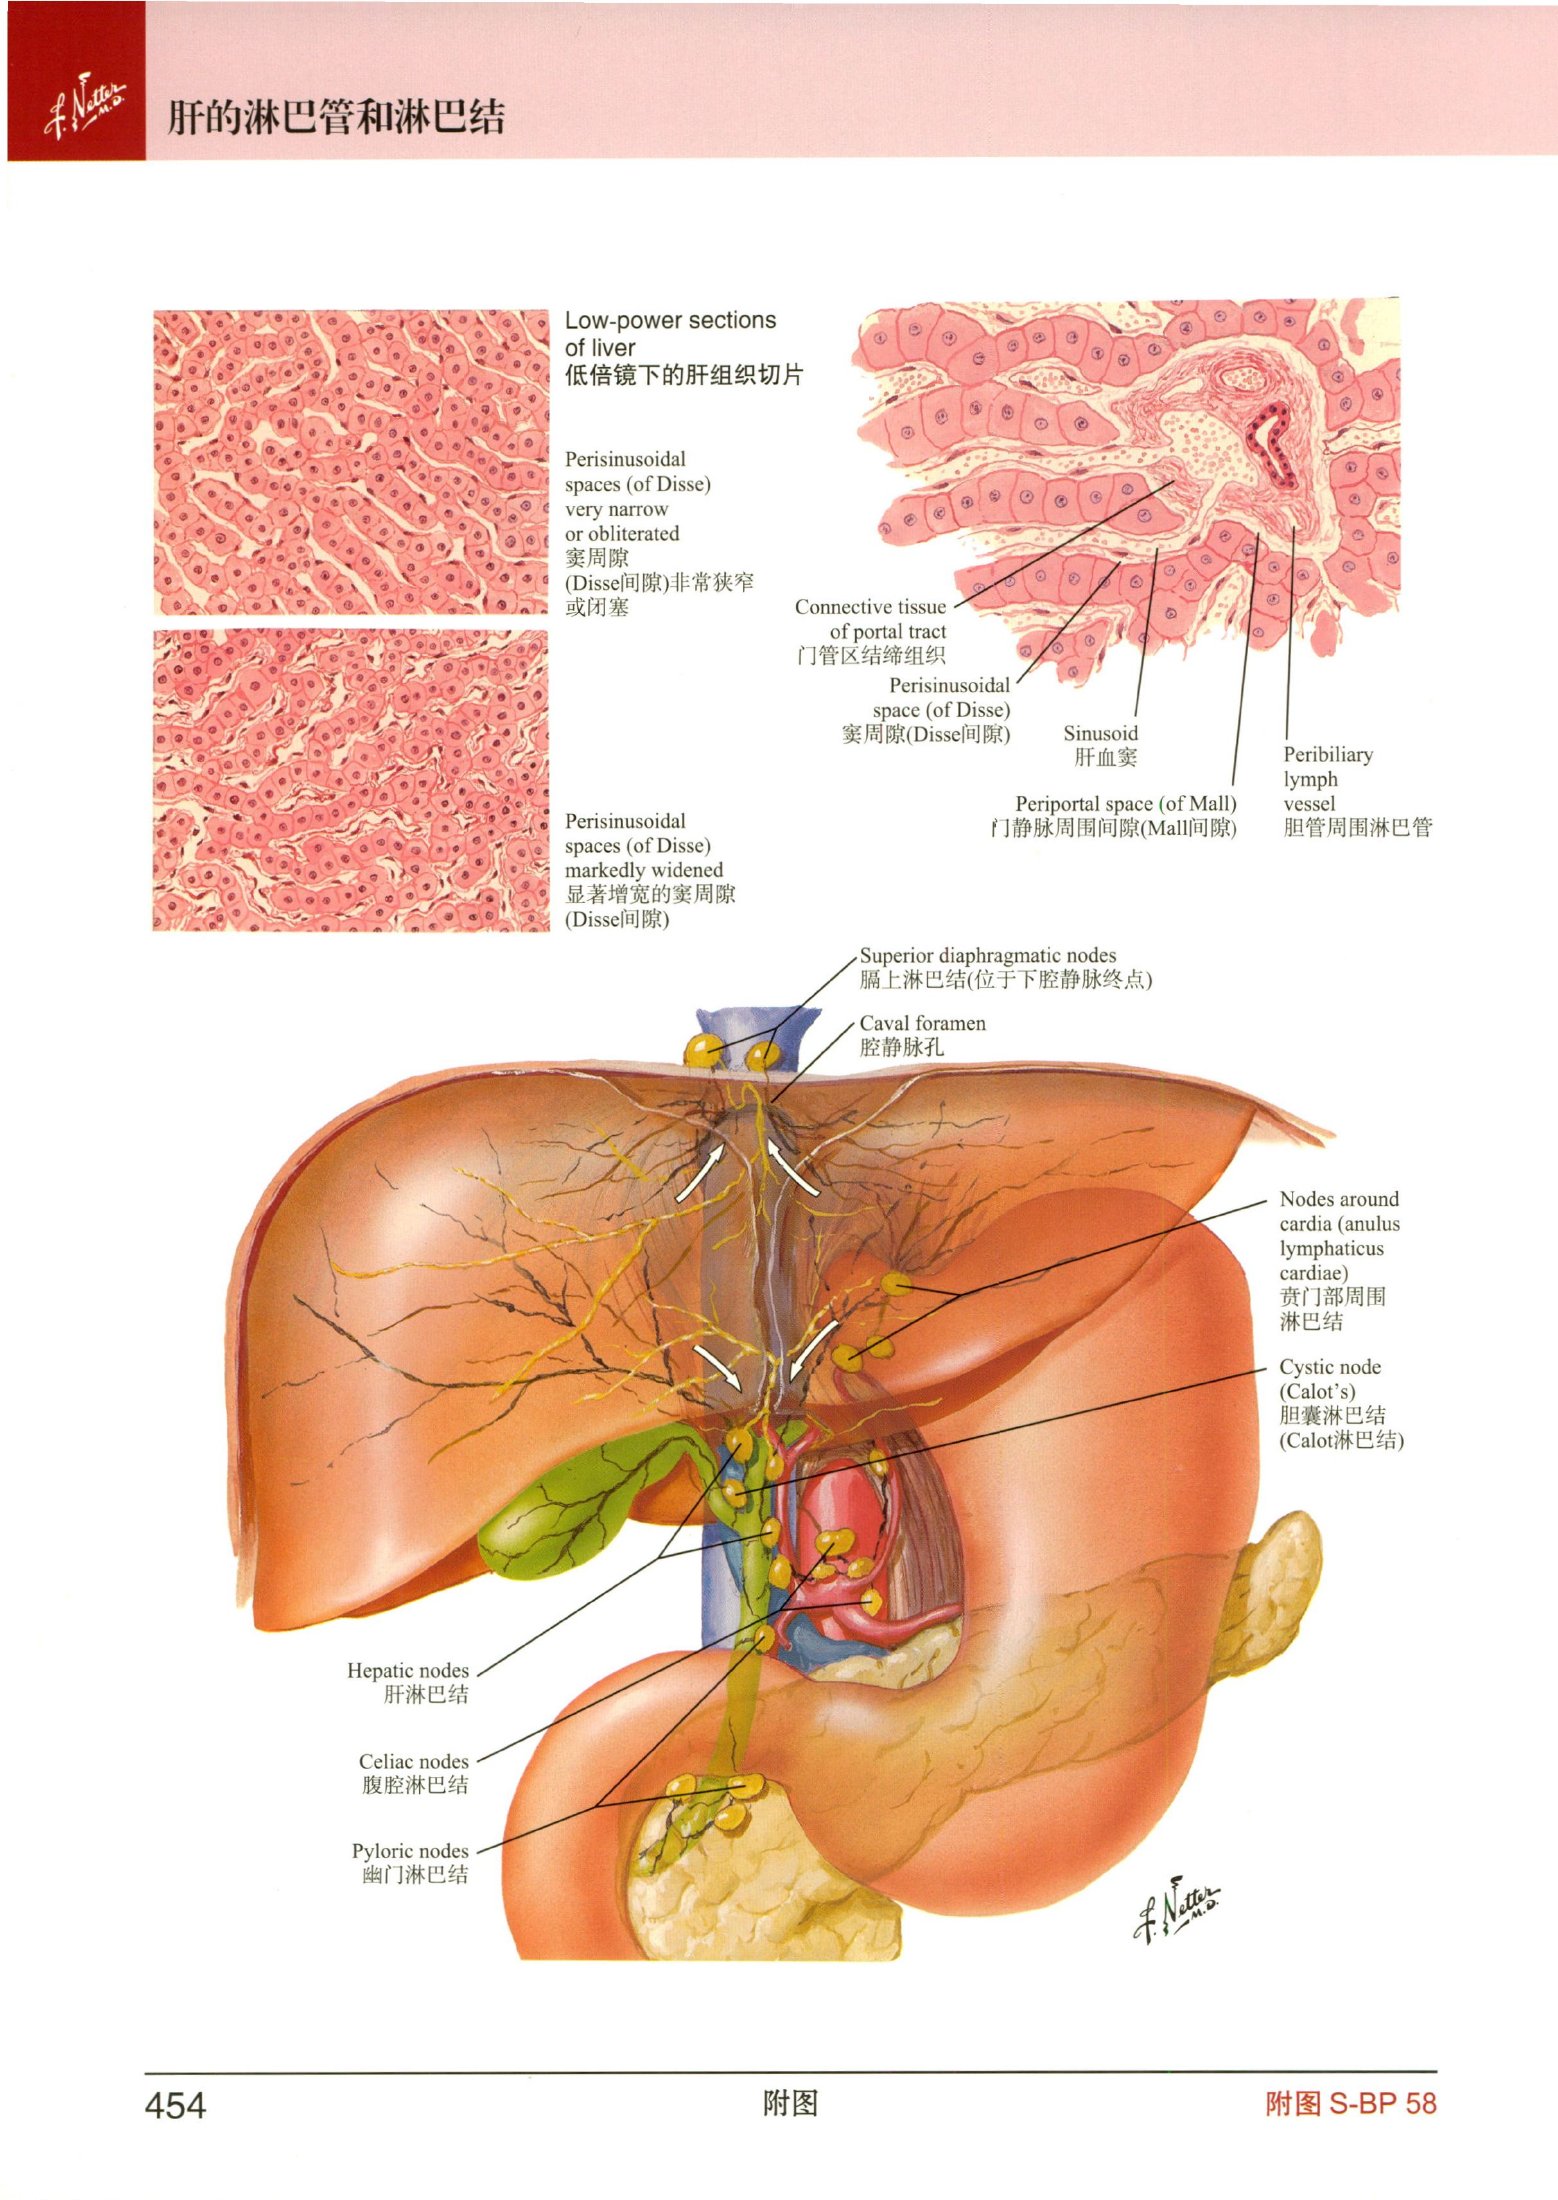 F. Netter M.D.
肝的淋巴管和淋巴结
Low-power sections
of liver
低倍镜下的肝组织切片
Perisinusoidal
spaces (of Disse)
very narrow
or obliterated
窦周隙
(Disse间隙)非常狭窄
或闭塞
Perisinusoidal
spaces (of Disse)
markedly widened
显著增宽的窦周隙
(Disse间隙)
Connective tissue
of portal tract
门管区结缔组织
Perisinusoidal
space (of Disse)
窦周隙(Disse间隙)
Sinusoid
肝血窦
Periportal space (of Mall)
门静脉周围间隙(Mall间隙)
Peribiliary
lymph
vessel
胆管周围淋巴管
Superior diaphragmatic nodes
膈上淋巴结(位于下腔静脉终点)
Caval foramen
腔静脉孔
Nodes around
cardia (anulus
lymphaticus
cardiae)
贲门部周围
淋巴结
Cystic node
(Calot's)
胆囊淋巴结
(Calot淋巴结)
Hepatic nodes
肝淋巴结
Celiac nodes
腹腔淋巴结
Pyloric nodes
幽门淋巴结
F. Netter M.D.
454
附图
附图 S-BP 58